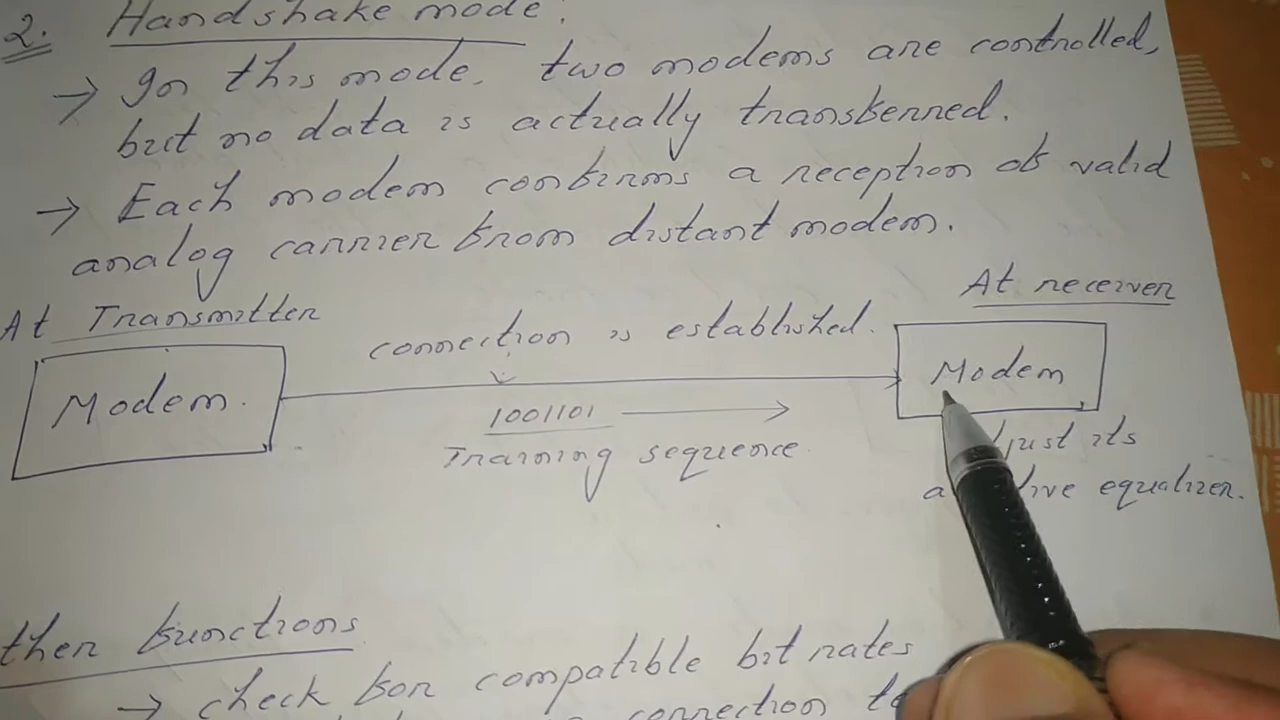 2. Handshake mode:
→ In this mode, two modems are controlled,
but no data is actually transferred.
→ Each modem confirms a reception of valid
analog carrier from distant modem.
At Transmitter
At receiver
connection is established.
Modem.
Modem
1001101 →
Training sequence
its
equalizer.
ther functions
→ check for compatible bit rates
connection